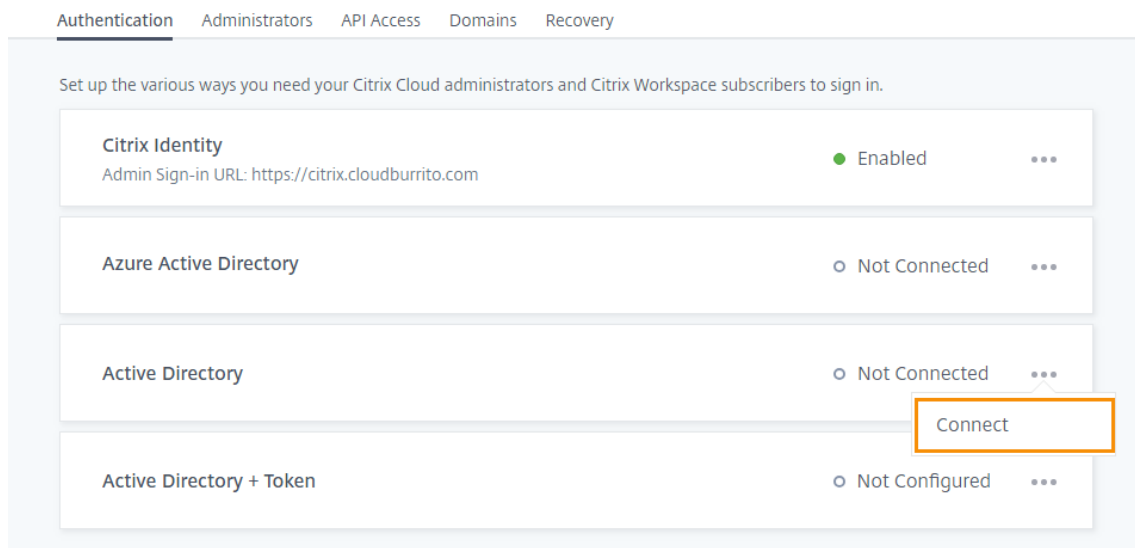 Authentication Administrators API Access Domains Recovery
Set up the various ways you need your Citrix Cloud administrators and Citrix Workspace subscribers to sign in.
Citrix Identity
Admin Sign-in URL: https://citrix.cloudburrito.com
Enabled
Azure Active Directory
Not Connected
Active Directory
Not Connected
Connect
Active Directory + Token
Not Configured